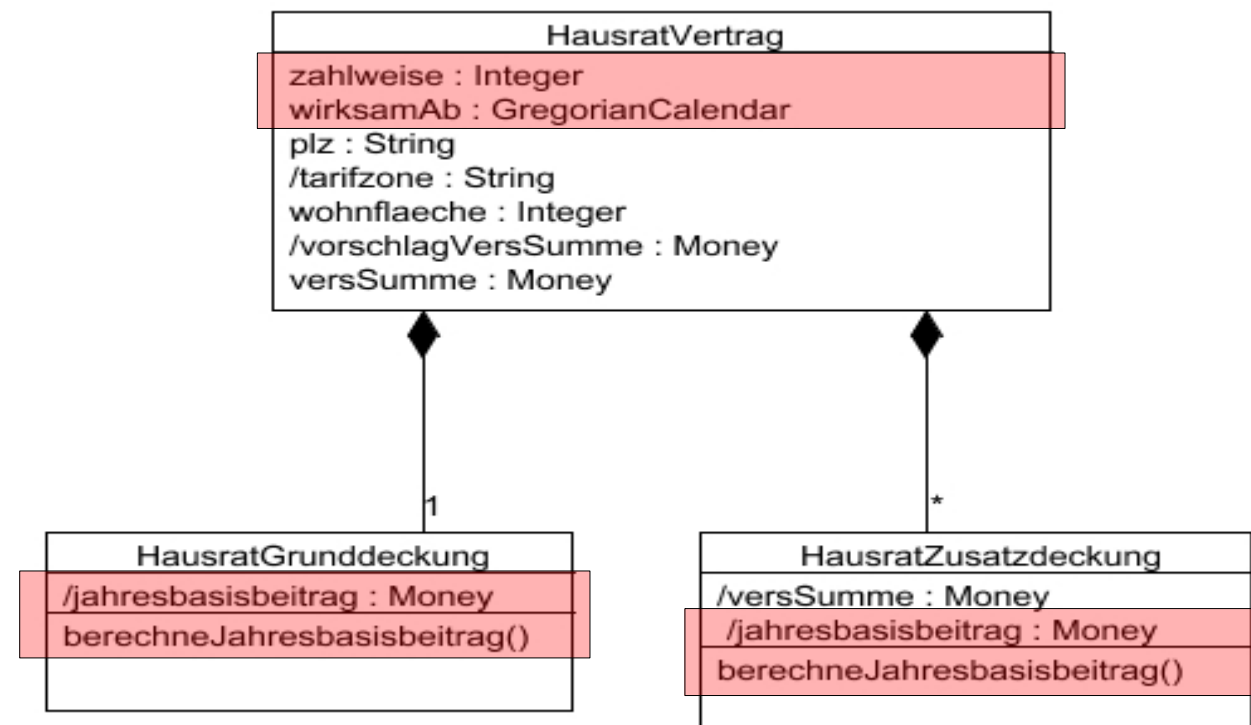 HausratVertrag
zahlweise : Integer
wirksamAb : GregorianCalendar
plz : String
/tarifzone : String
wohnflaeche : Integer
/vorschlagVersSumme : Money
versSumme : Money
1
*
HausratGrunddeckung
/jahresbasisbeitrag : Money
berechneJahresbasisbeitrag()
HausratZusatzdeckung
/versSumme : Money
/jahresbasisbeitrag : Money
berechneJahresbasisbeitrag()